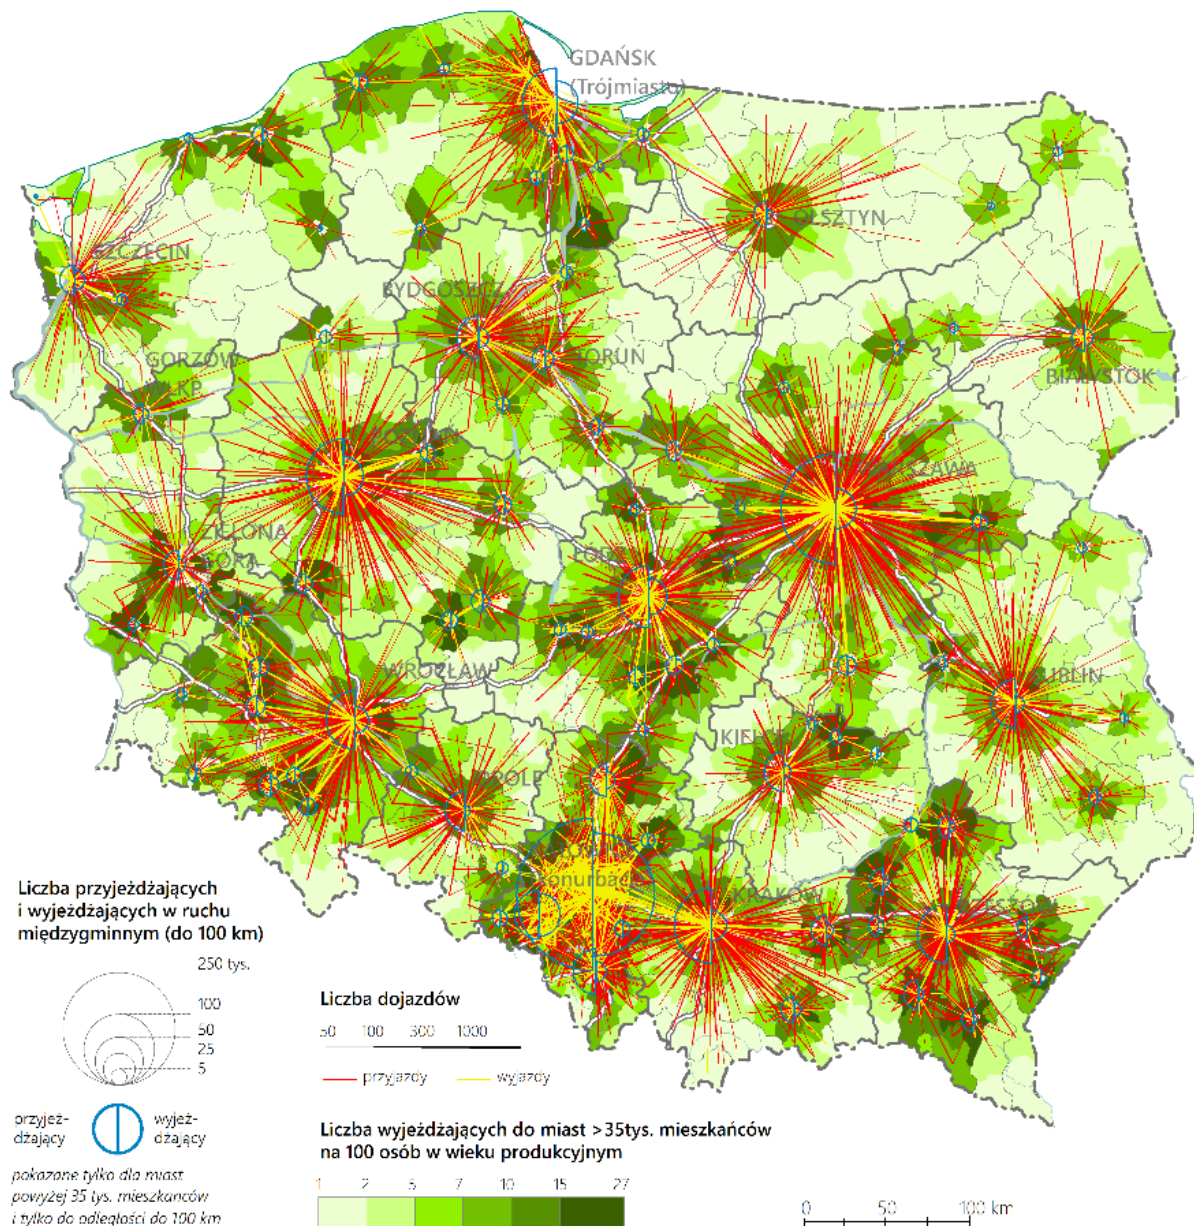 GDAŃSK
(Trójmiasto)
OLSZTYN
SZCZECIN
BYDGOSZCZ
TORUŃ
GORZÓW
WLKP.
BIAŁYSTOK
POZNAŃ
WARSZAWA
ZIELONA
GÓRA
ŁÓDŹ
WROCŁAW
LUBLIN
KIELCE
OPOLE
KRAKÓW
RZESZÓW
Liczba przyjeżdżających
i wyjeżdżających w ruchu
międzygminnym (do 100 km)
250 tys.
100
50
25
5
przyjeż-
dżający
wyjeż-
dżający
pokazane tylko dla miast
powyżej 35 tys. mieszkańców
i tylko do odległości do 100 km
Liczba dojazdów
50 100 300 1000
przyjazdy wyjazdy
Liczba wyjeżdżających do miast >35tys. mieszkańców
na 100 osób w wieku produkcyjnym
1 2 5 7 10 15 27
0 50 100 km